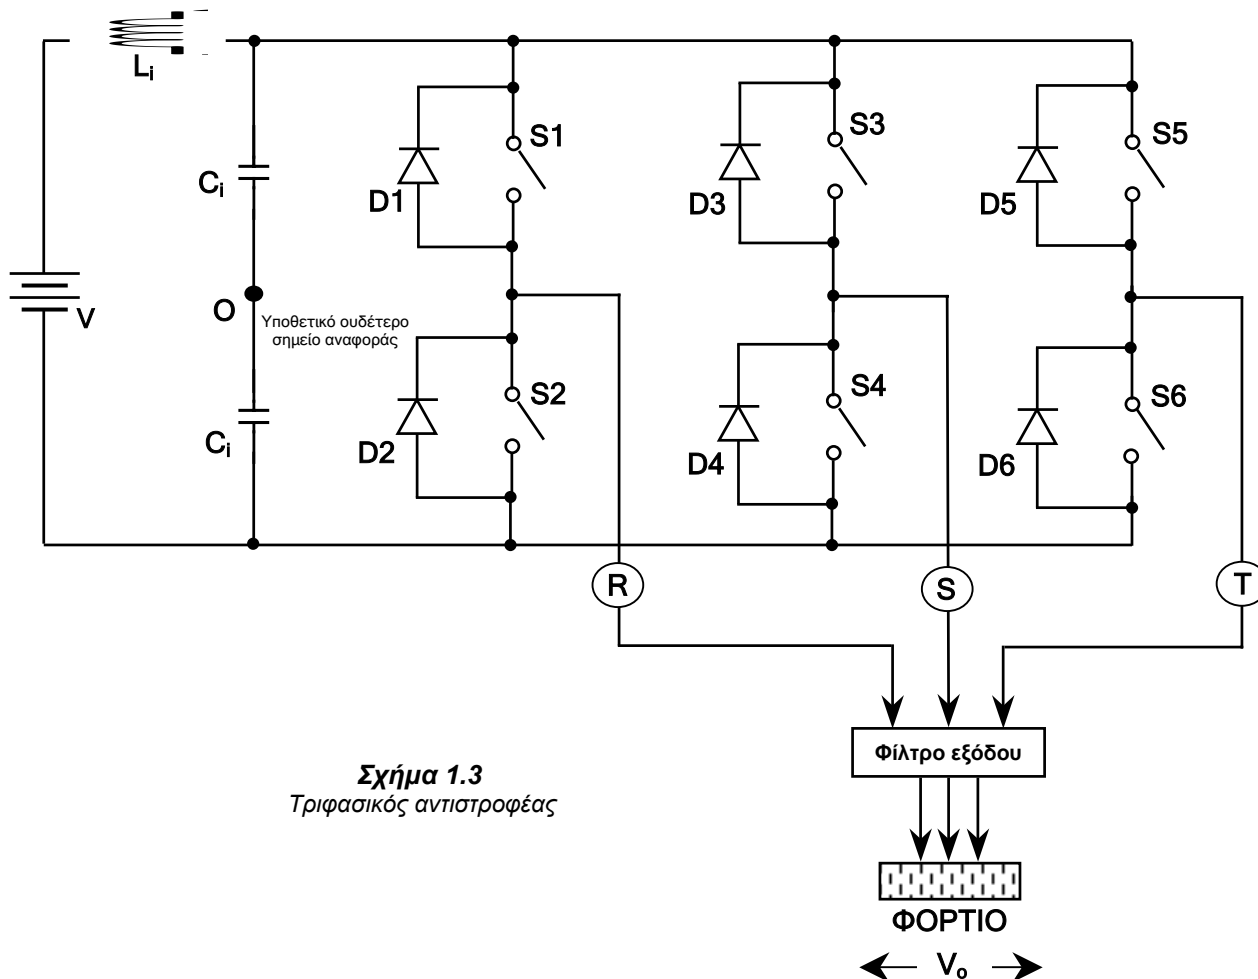 Lᵢ
S1
S3
S5
Cᵢ
D1
D3
D5
V
O
Υποθετικό ουδέτερο
σημείο αναφοράς
S2
S4
S6
Cᵢ
D2
D4
D6
R
S
T
Φίλτρο εξόδου
Σχήμα 1.3
Τριφασικός αντιστροφέας
ΦΟΡΤΙΟ
Vₒ